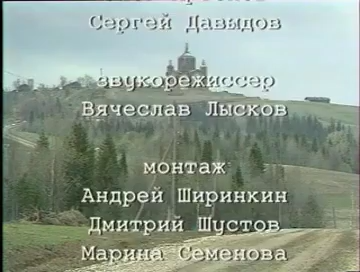 Сергей Давыдов
звукорежиссер
Вячеслав Лысков
монтаж
Андрей Ширинкин
Дмитрий Шустов
Марина Семенова